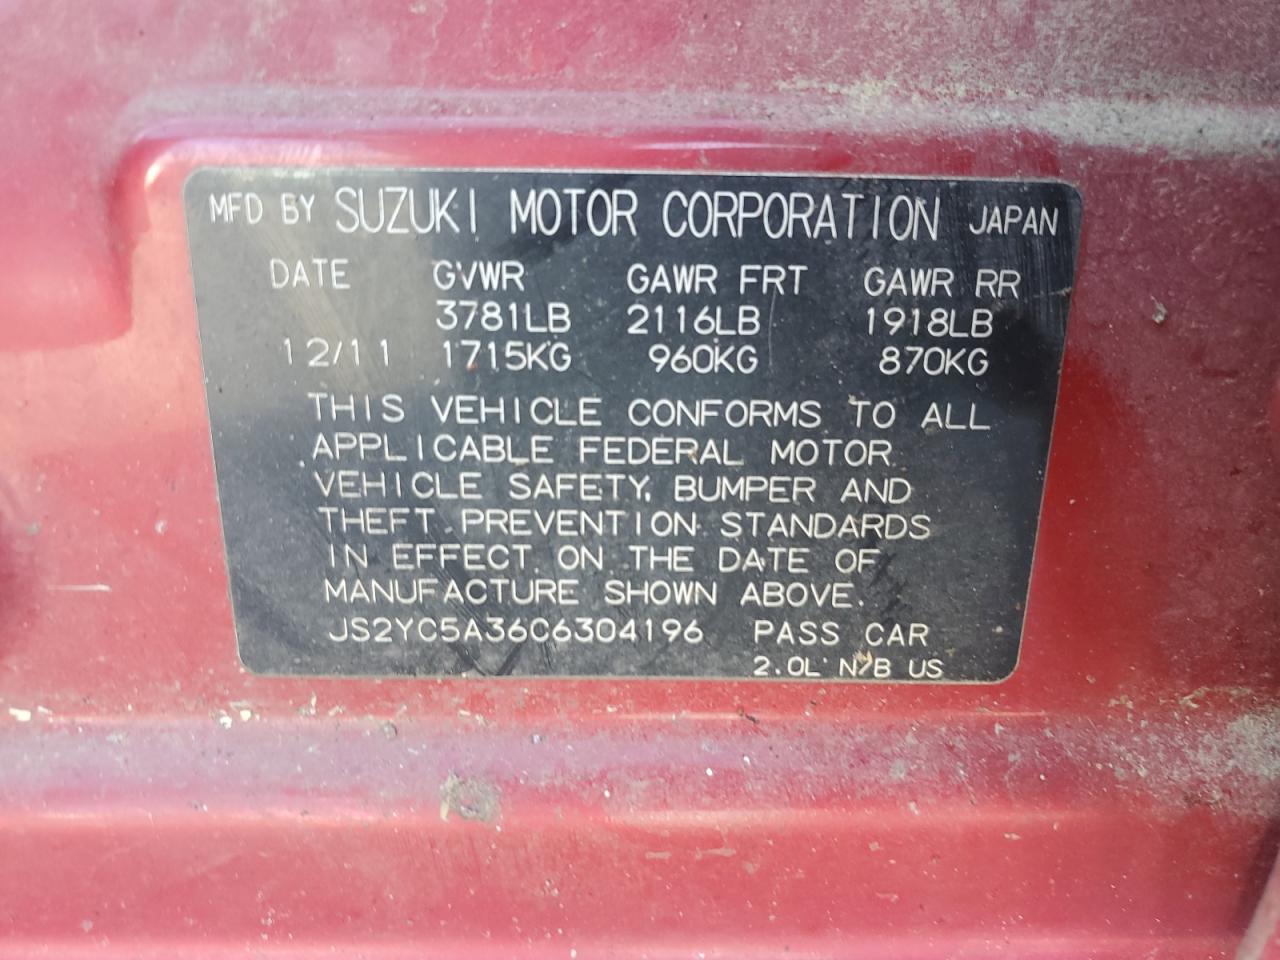 MFD BY SUZUKI MOTOR CORPORATION JAPAN
DATE GVWR GAWR FRT GAWR RR
3781LB 2116LB 1918LB
12/11 1715KG 960KG 870KG
THIS VEHICLE CONFORMS TO ALL
APPLICABLE FEDERAL MOTOR
VEHICLE SAFETY, BUMPER AND
THEFT PREVENTION STANDARDS
IN EFFECT ON THE DATE OF
MANUFACTURE SHOWN ABOVE.
JS2YC5A36C6304196 PASS CAR
2.0L N/B US